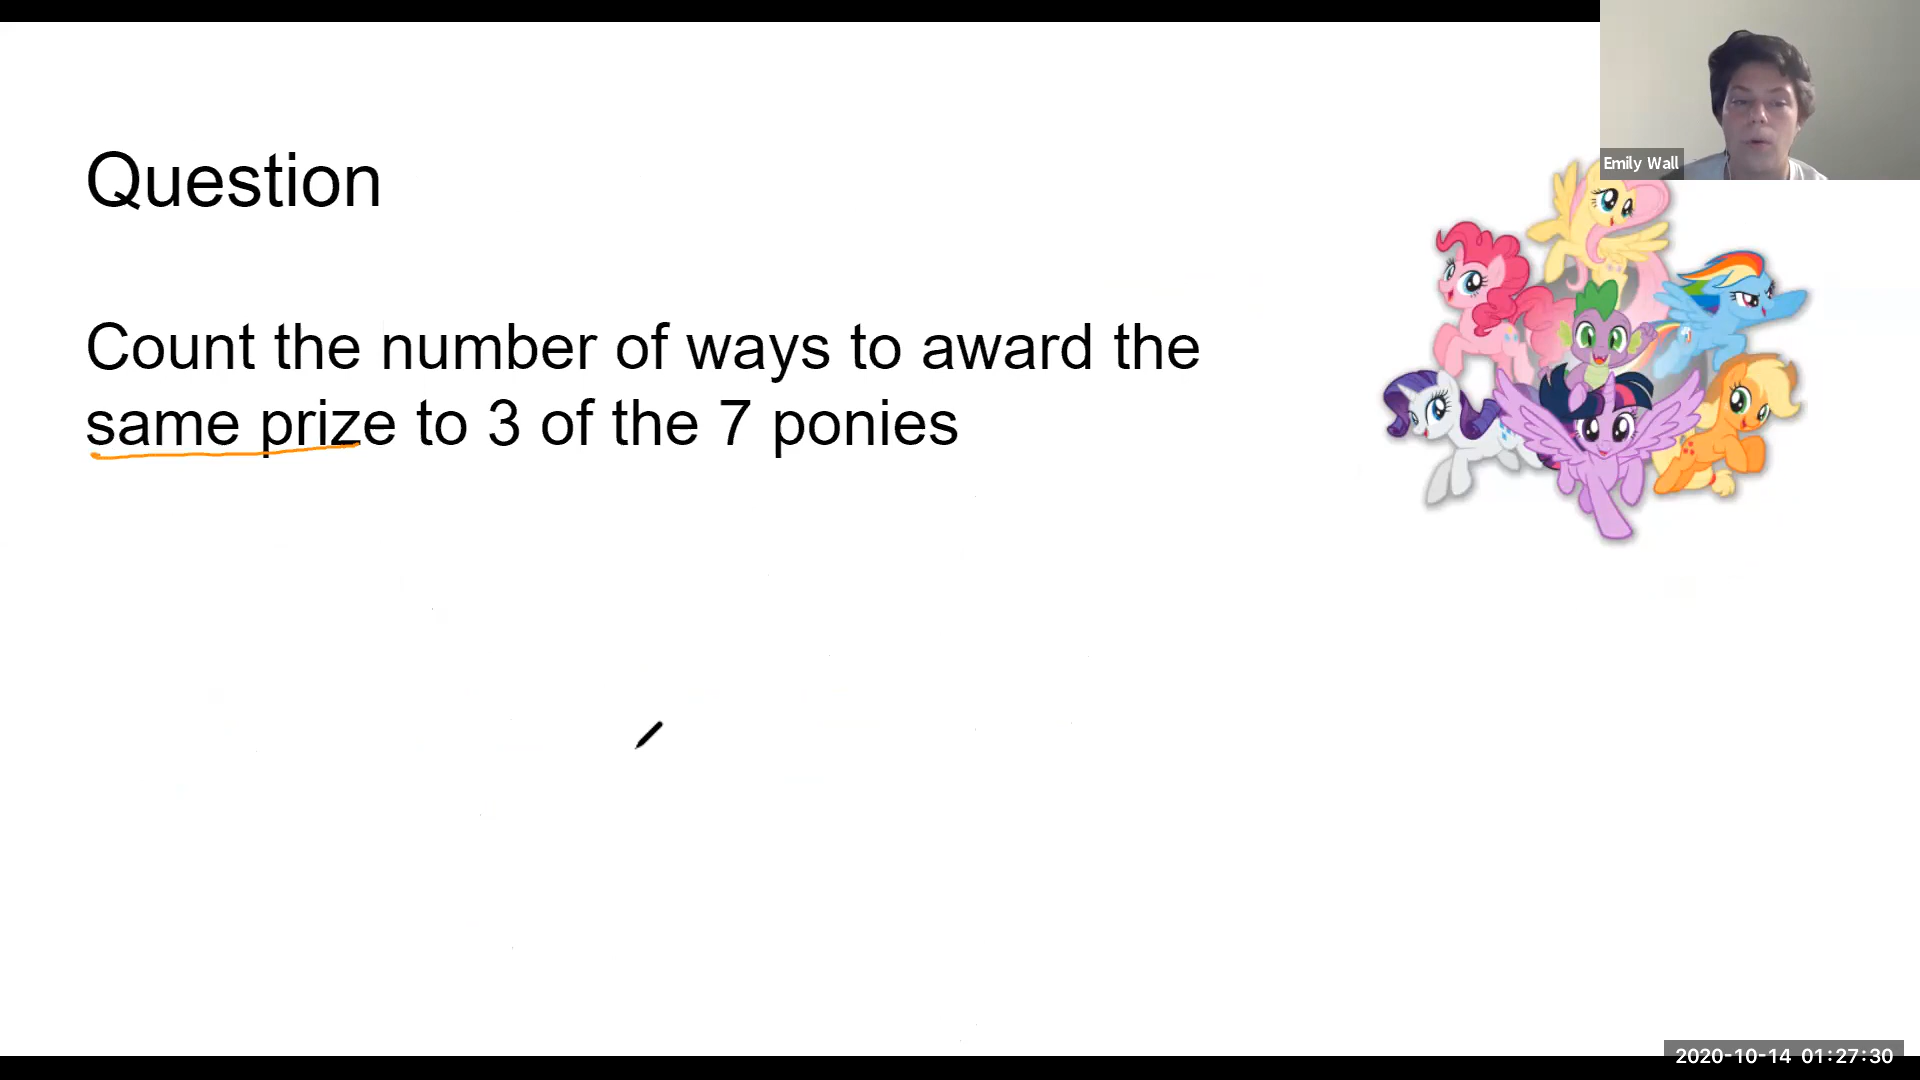 Emily Wall
Question
Count the number of ways to award the
same prize to 3 of the 7 ponies
2020-10-14 01:27:30